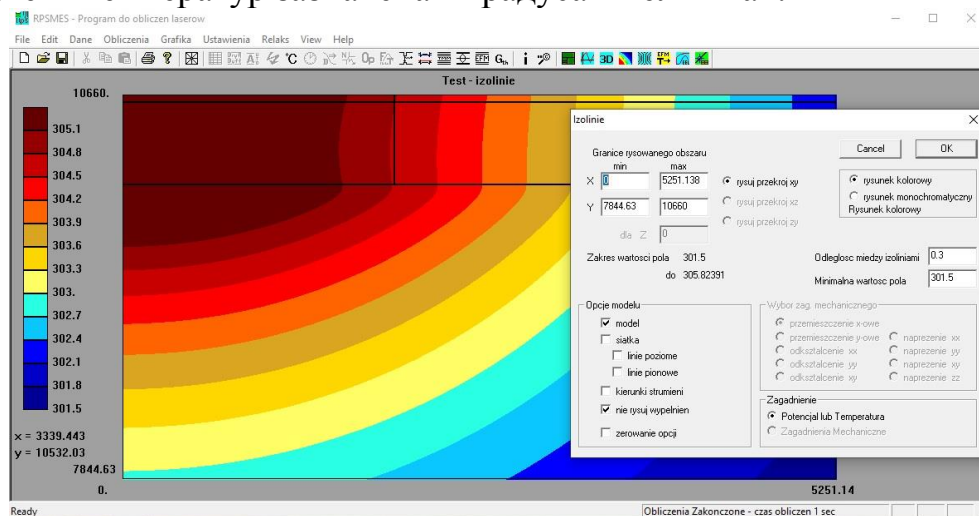 RPSMES - Program do obliczen laserow
File Edit Dane Obliczenia Grafika Ustawienia Relaks View Help
Test - izolinie
10660.
305.1
304.8
304.5
304.2
303.9
303.6
303.3
303.
302.7
302.4
302.1
301.8
301.5
x = 3339.443
y = 10532.03
7844.63
0.
5251.14
Izolinie
Granice rysowanego obszaru
min max
X 0 5251.138 rysuj przekroj xy
Y 7844.63 10660 rysuj przekroj xz
rysuj przekroj zy
dla Z 0
Cancel OK
rysunek kolorowy
rysunek monochromatyczny
Rysunek kolorowy
Zakres wartosci pola 301.5
do 305.82391
Odleglosc miedzy izoliniami 0.3
Minimalna wartosc pola 301.5
Opcje modelu
model
siatka
linie poziome
linie pionowe
kierunki strumieni
nie rysuj wypelnien
zerowanie opcji
Wybor zag. mechanicznego
przemieszczenie x-owe
przemieszczenie y-owe naprezenie xx
odksztalcenie xx naprezenie yy
odksztalcenie yy naprezenie xy
odksztalcenie xy naprezenie zz
Zagadnienie
Potencjal lub Temperatura
Zagadnienia Mechaniczne
Ready
Obliczenia Zakonczone - czas obliczen 1 sec